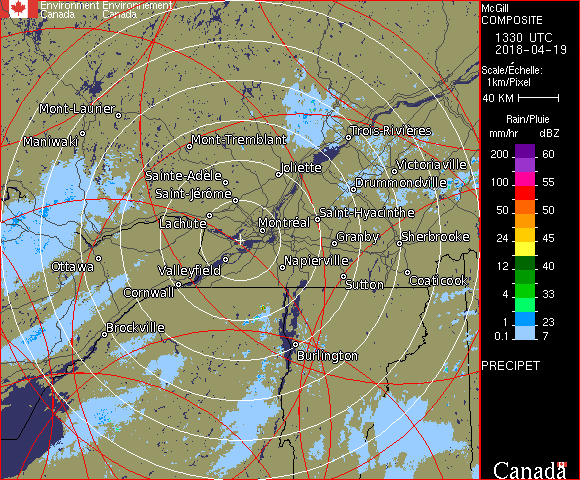 Environment Environnement
Canada Canada
McGill
COMPOSITE
1330 UTC
2018-04-19
Scale/Échelle:
1km/Pixel
40 KM
Rain/Pluie
mm/hr dBZ
200 60
100 55
50 50
24 45
12 40
4 33
1 23
0.1 7
PRECIPET
Mont-Laurier
Maniwaki
Mont-Tremblant
Trois-Rivières
Joliette
Victoriaville
Sainte-Adèle
Drummondville
Saint-Jérôme
Saint-Hyacinthe
Lachute
Montréal
Granby
Sherbrooke
Ottawa
Valleyfield
Napierville
Cornwall
Sutton
Coaticook
Brockville
Burlington
Canada